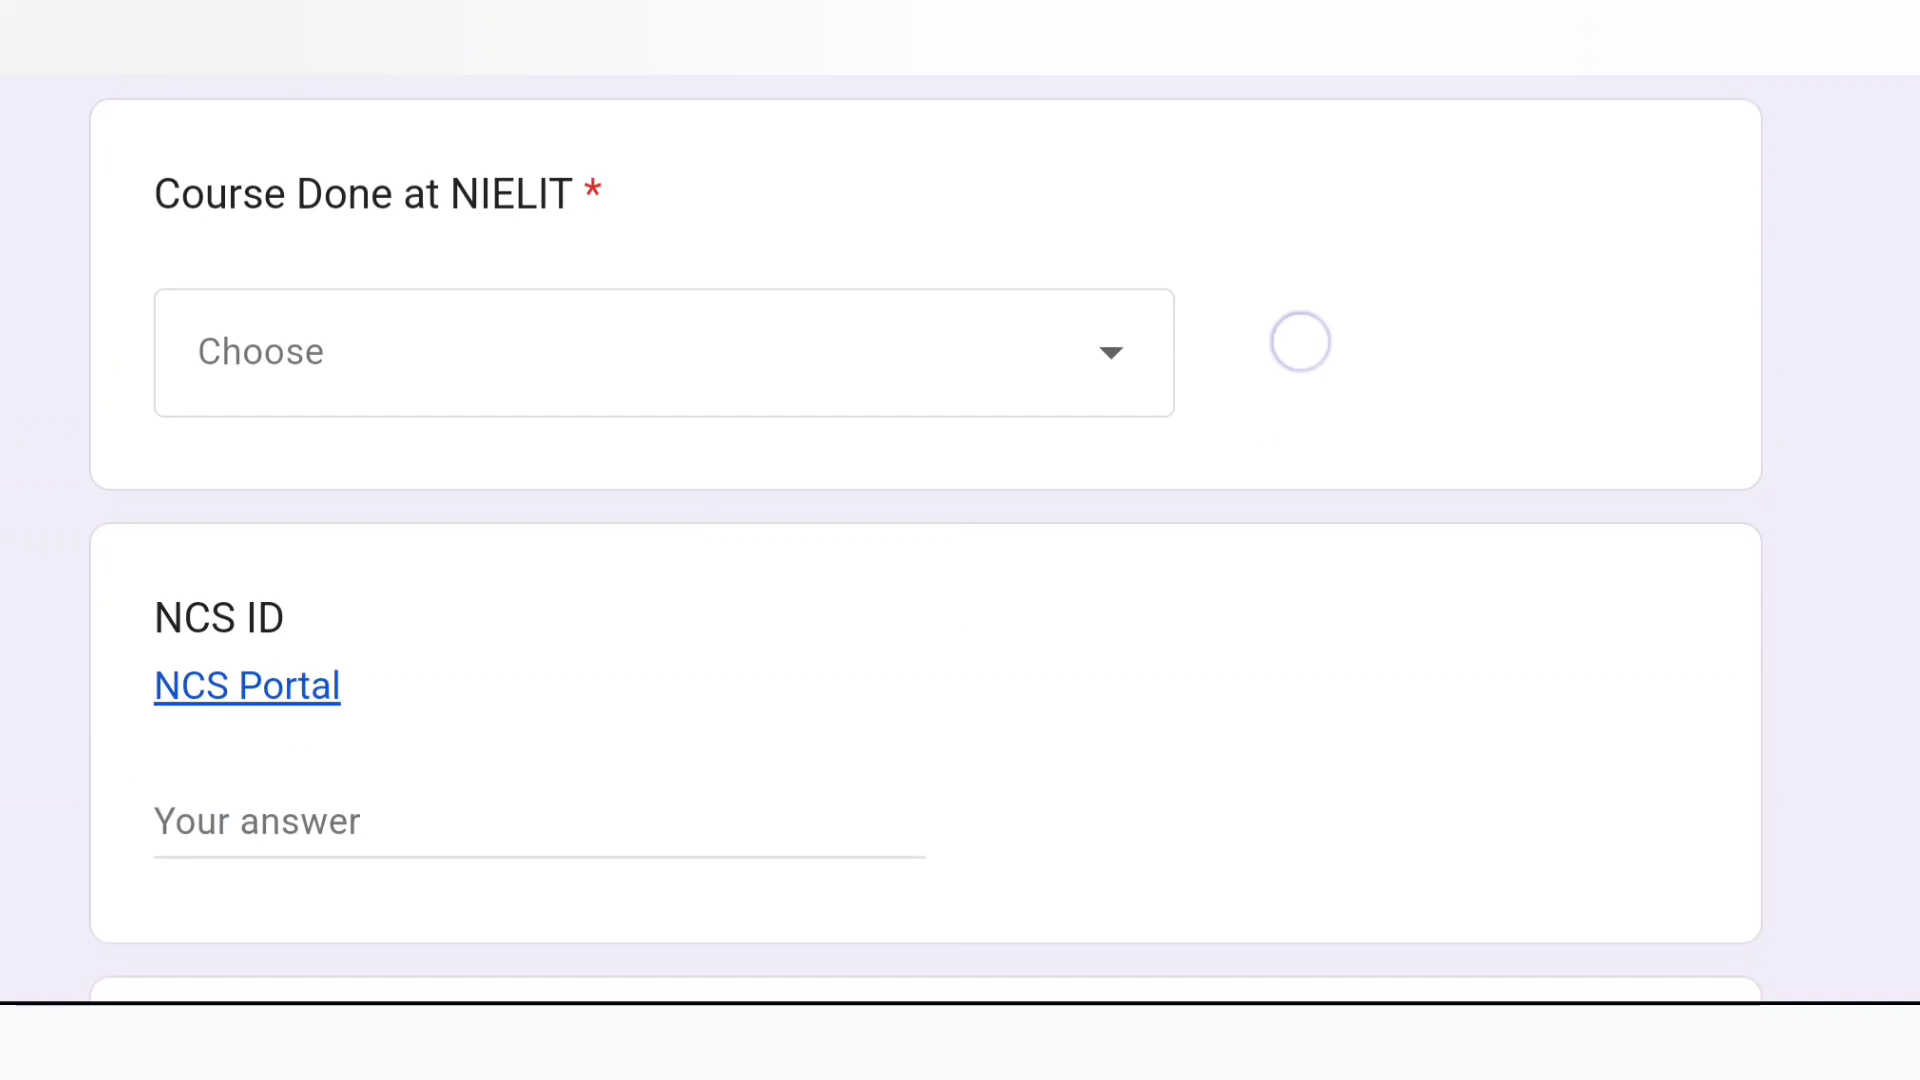 Course Done at NIELIT *
Choose
NCS ID
NCS Portal
Your answer